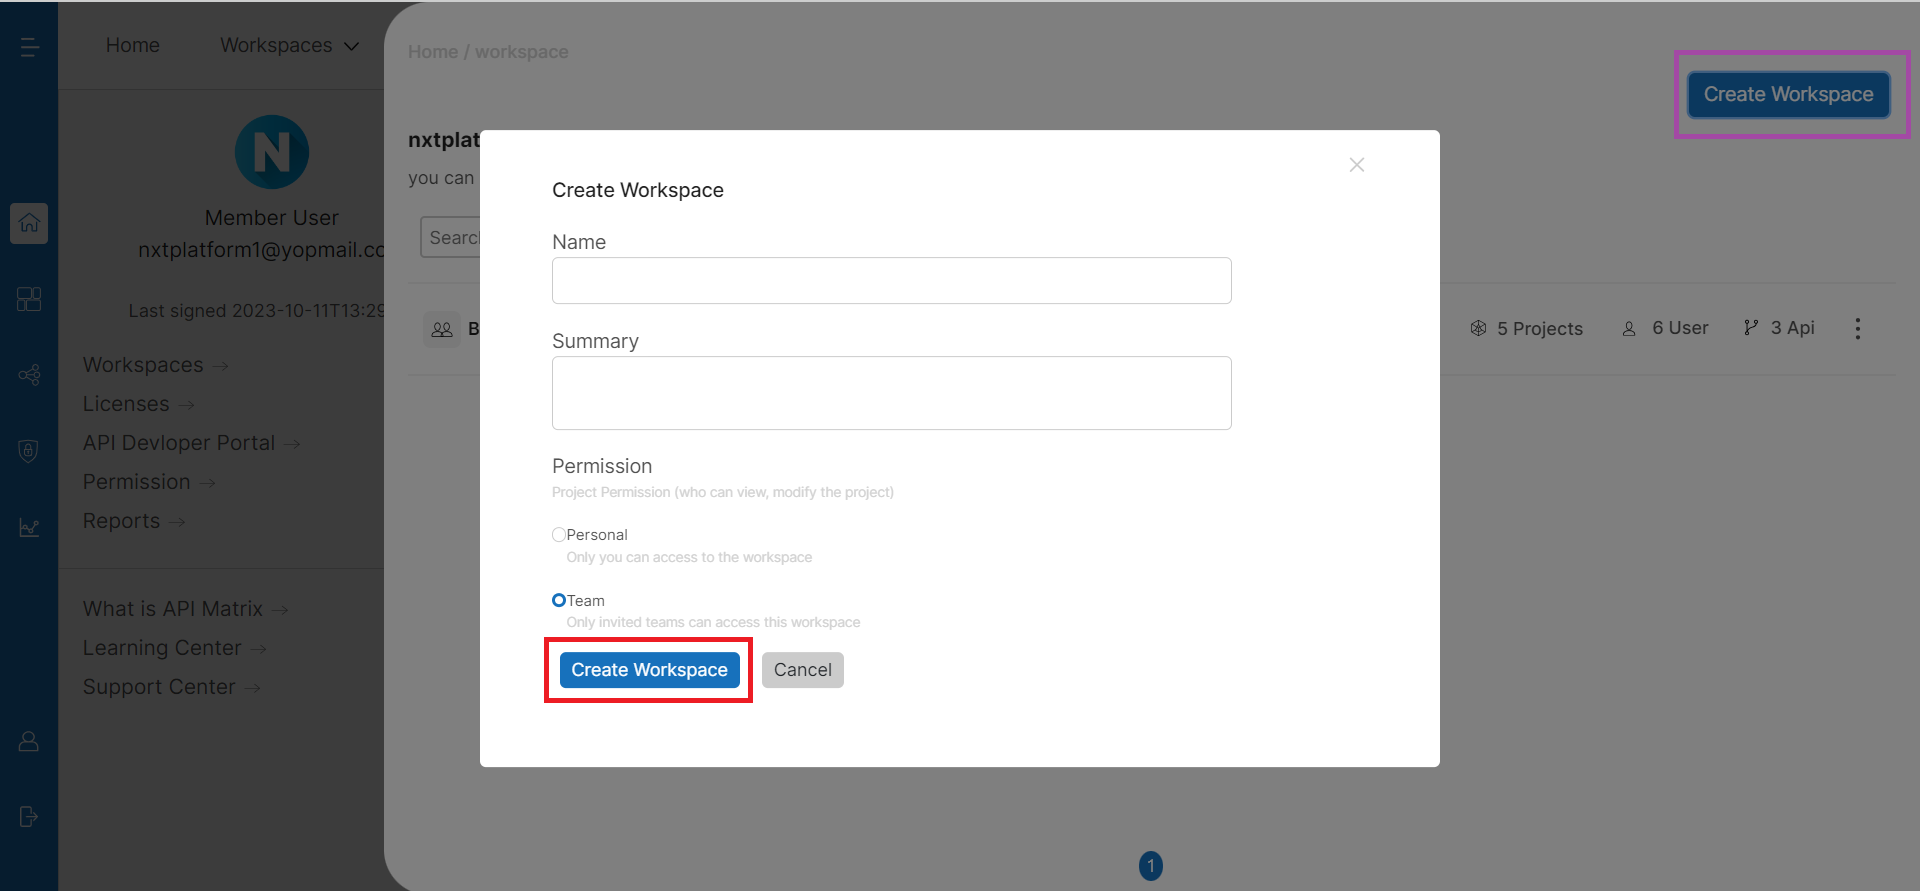 Home
Workspaces
Home / workspace
Create Workspace
N
Member User
nxtplatform1@yopmail.co
Last signed 2023-10-11T13:29
Workspaces
Licenses
API Devloper Portal
Permission
Reports
What is API Matrix
Learning Center
Support Center
nxtplat
you can
Searc
B
5 Projects
6 User
3 Api
Create Workspace
Name
Summary
Permission
Project Permission (who can view, modify the project)
Personal
Only you can access to the workspace
Team
Only invited teams can access this workspace
Create Workspace
Cancel
1